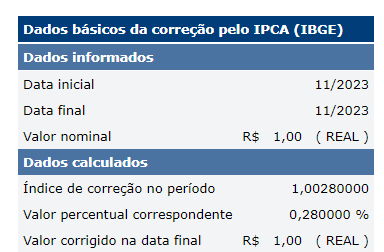 Dados básicos da correção pelo IPCA (IBGE)
Dados informados
Data inicial 11/2023
Data final 11/2023
Valor nominal R$ 1,00 ( REAL )
Dados calculados
Índice de correção no período 1,00280000
Valor percentual correspondente 0,280000 %
Valor corrigido na data final R$ 1,00 ( REAL )